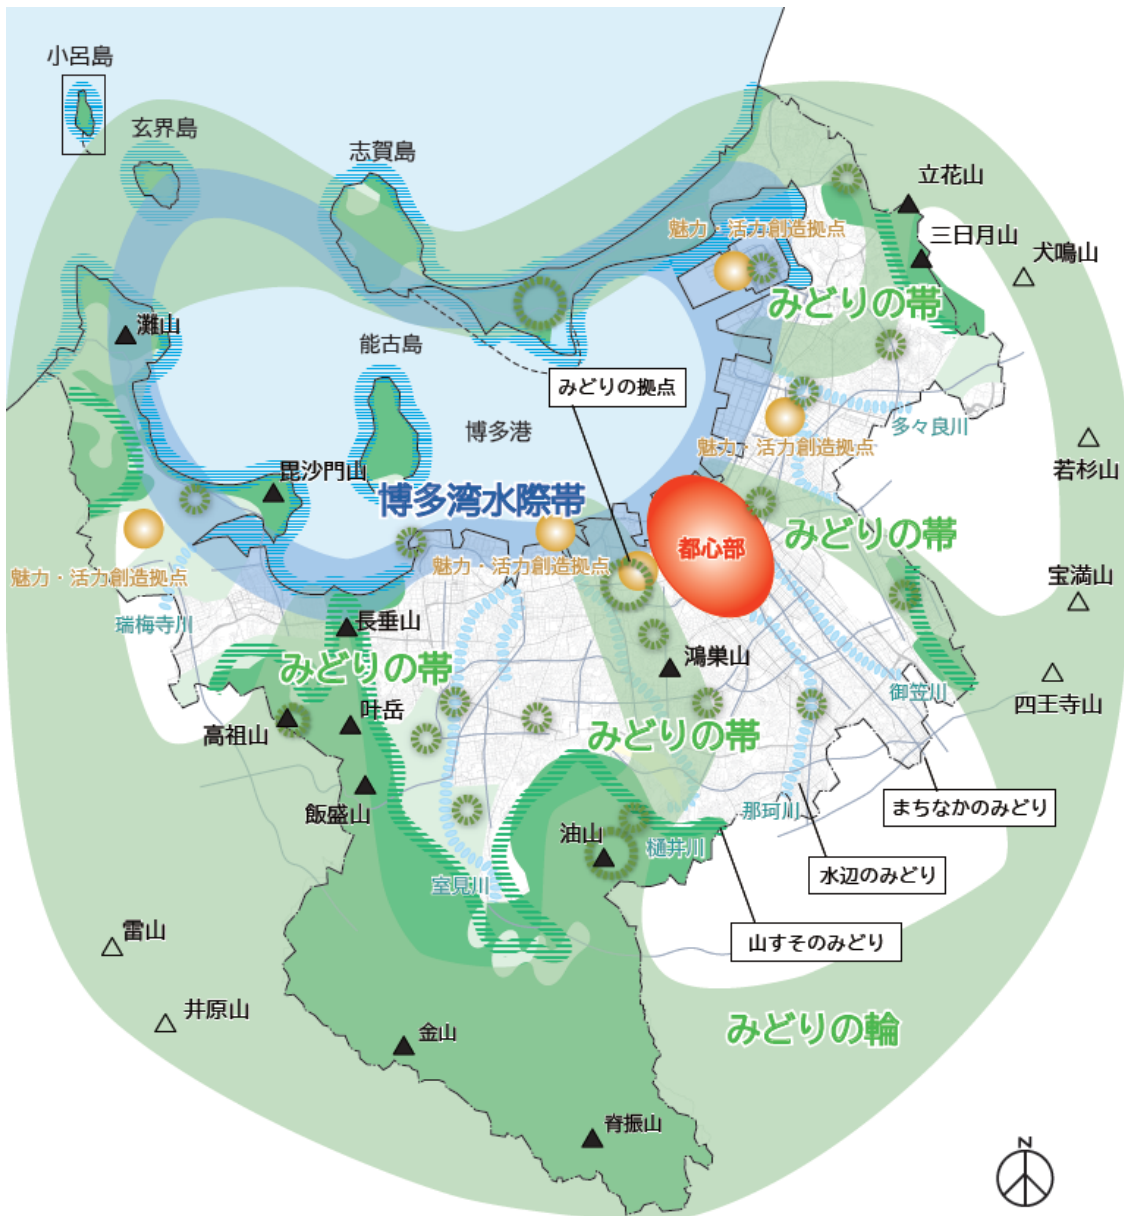 小呂島
玄界島
志賀島
立花山
魅力・活力創造拠点
三日月山
犬鳴山
みどりの帯
灘山
能古島
みどりの拠点
多々良川
博多港
魅力・活力創造拠点
若杉山
毘沙門山
博多湾水際帯
みどりの帯
都心部
魅力・活力創造拠点
魅力・活力創造拠点
宝満山
瑞梅寺川
長垂山
みどりの帯
鴻巣山
御笠川
四王寺山
叶岳
高祖山
みどりの帯
飯盛山
那珂川
まちなかのみどり
油山
樋井川
水辺のみどり
室見川
雷山
山すそのみどり
井原山
みどりの輪
金山
脊振山
N